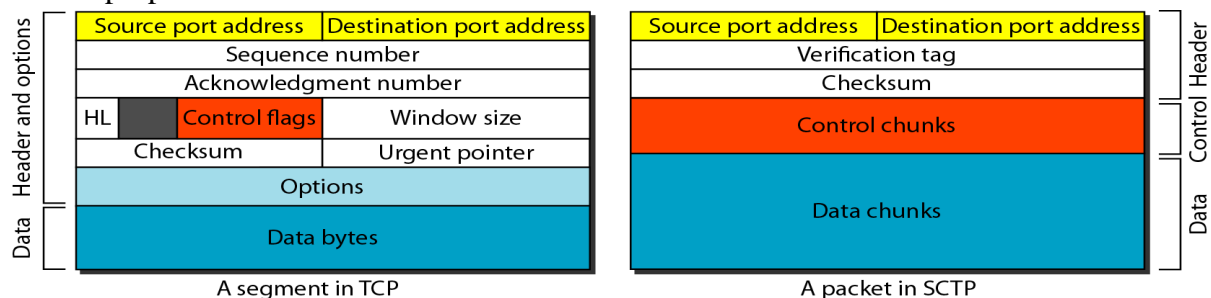 Source port address Destination port address
Sequence number
Acknowledgment number
HL Control flags Window size
Checksum Urgent pointer
Options
Data bytes
Header and options
Data
A segment in TCP
Source port address Destination port address
Verification tag
Checksum
Control chunks
Data chunks
Header
Control
Data
A packet in SCTP